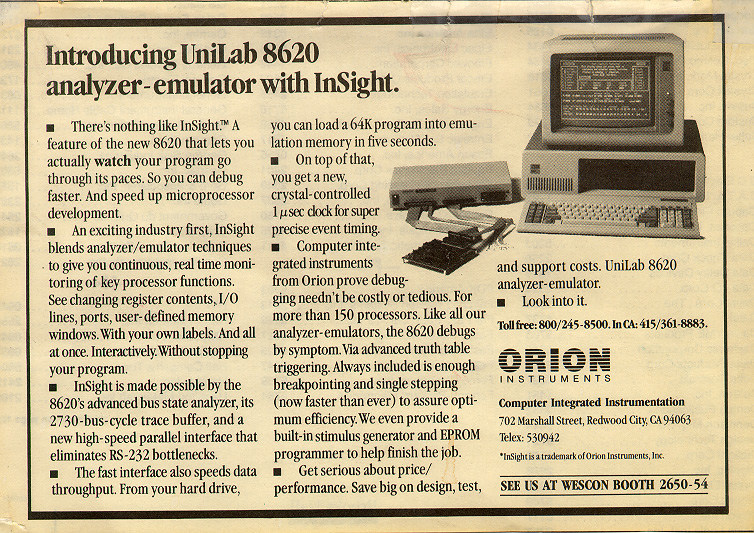 Introducing UniLab 8620
analyzer-emulator with InSight.
■ There's nothing like InSight.™ A
feature of the new 8620 that lets you
actually watch your program go
through its paces. So you can debug
faster. And speed up microprocessor
development.
■ An exciting industry first, InSight
blends analyzer/emulator techniques
to give you continuous, real time moni-
toring of key processor functions.
See changing register contents, I/O
lines, ports, user-defined memory
windows. With your own labels. And all
at once. Interactively. Without stopping
your program.
■ InSight is made possible by the
8620's advanced bus state analyzer, its
2730-bus-cycle trace buffer, and a
new high-speed parallel interface that
eliminates RS-232 bottlenecks.
■ The fast interface also speeds data
throughput. From your hard drive,
you can load a 64K program into emu-
lation memory in five seconds.
■ On top of that,
you get a new,
crystal-controlled
1 µsec clock for super
precise event timing.
■ Computer inte-
grated instruments
from Orion prove debug-
ging needn't be costly or tedious. For
more than 150 processors. Like all our
analyzer-emulators, the 8620 debugs
by symptom. Via advanced truth table
triggering. Always included is enough
breakpointing and single stepping
(now faster than ever) to assure opti-
mum efficiency. We even provide a
built-in stimulus generator and EPROM
programmer to help finish the job.
■ Get serious about price/
performance. Save big on design, test,
and support costs. UniLab 8620
analyzer-emulator.
■ Look into it.
Toll free: 800/245-8500. In CA: 415/361-8883.
ORION
INSTRUMENTS
Computer Integrated Instrumentation
702 Marshall Street, Redwood City, CA 94063
Telex: 530942
*InSight is a trademark of Orion Instruments, Inc.
SEE US AT WESCON BOOTH 2650-54